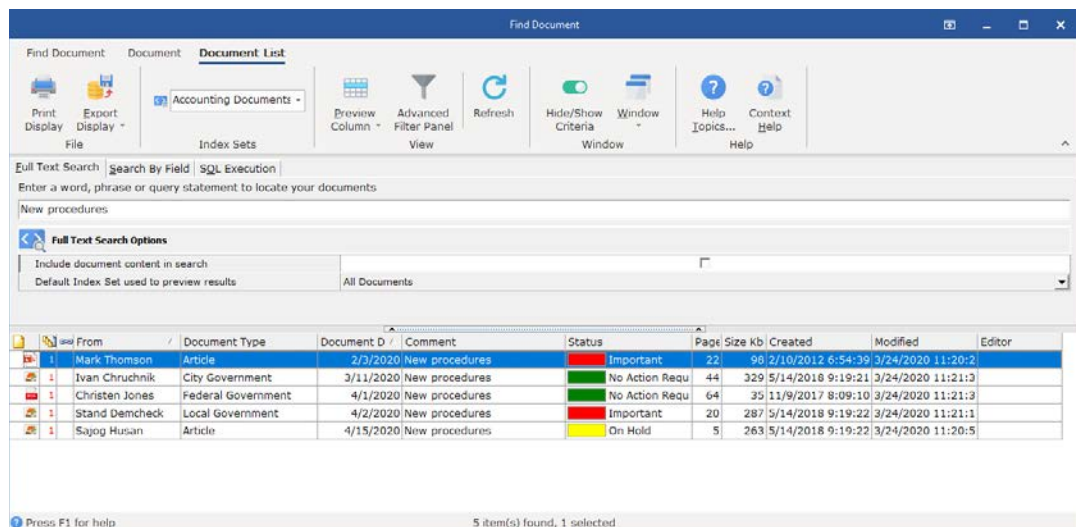 Find Document
Find Document Document Document List
Print Display
Export Display
File
Accounting Documents
Index Sets
Preview Column
Advanced Filter Panel
Refresh
View
Hide/Show Criteria
Window
Window
Help Topics...
Context Help
Help
Full Text Search Search By Field SQL Execution
Enter a word, phrase or query statement to locate your documents
New procedures
Full Text Search Options
Include document content in search
Default Index Set used to preview results All Documents
From Document Type Document D Comment Status Page Size Kb Created Modified Editor
1 Mark Thomson Article 2/3/2020 New procedures Important 22 98 2/10/2012 6:54:39 3/24/2020 11:20:2
1 Ivan Chruchnik City Government 3/11/2020 New procedures No Action Requ 44 329 5/14/2018 9:19:21 3/24/2020 11:21:3
1 Christen Jones Federal Government 4/1/2020 New procedures No Action Requ 64 35 11/9/2017 8:09:10 3/24/2020 11:21:3
1 Stand Demcheck Local Government 4/2/2020 New procedures Important 20 287 5/14/2018 9:19:22 3/24/2020 11:21:1
1 Sajog Husan Article 4/15/2020 New procedures On Hold 5 263 5/14/2018 9:19:22 3/24/2020 11:20:5
Press F1 for help 5 item(s) found, 1 selected